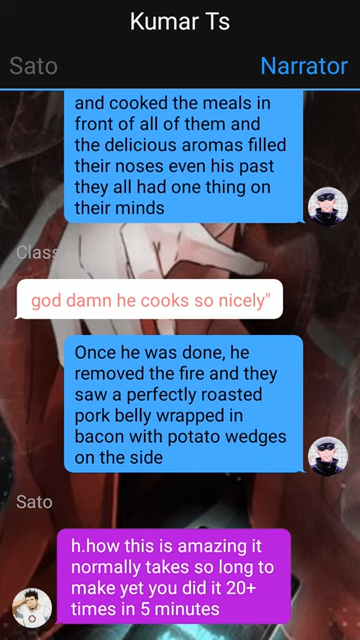 Kumar Ts
Sato
Narrator
and cooked the meals in
front of all of them and
the delicious aromas filled
their noses even his past
they all had one thing on
their minds
Class
god damn he cooks so nicely"
Once he was done, he
removed the fire and they
saw a perfectly roasted
pork belly wrapped in
bacon with potato wedges
on the side
Sato
h.how this is amazing it
normally takes so long to
make yet you did it 20+
times in 5 minutes